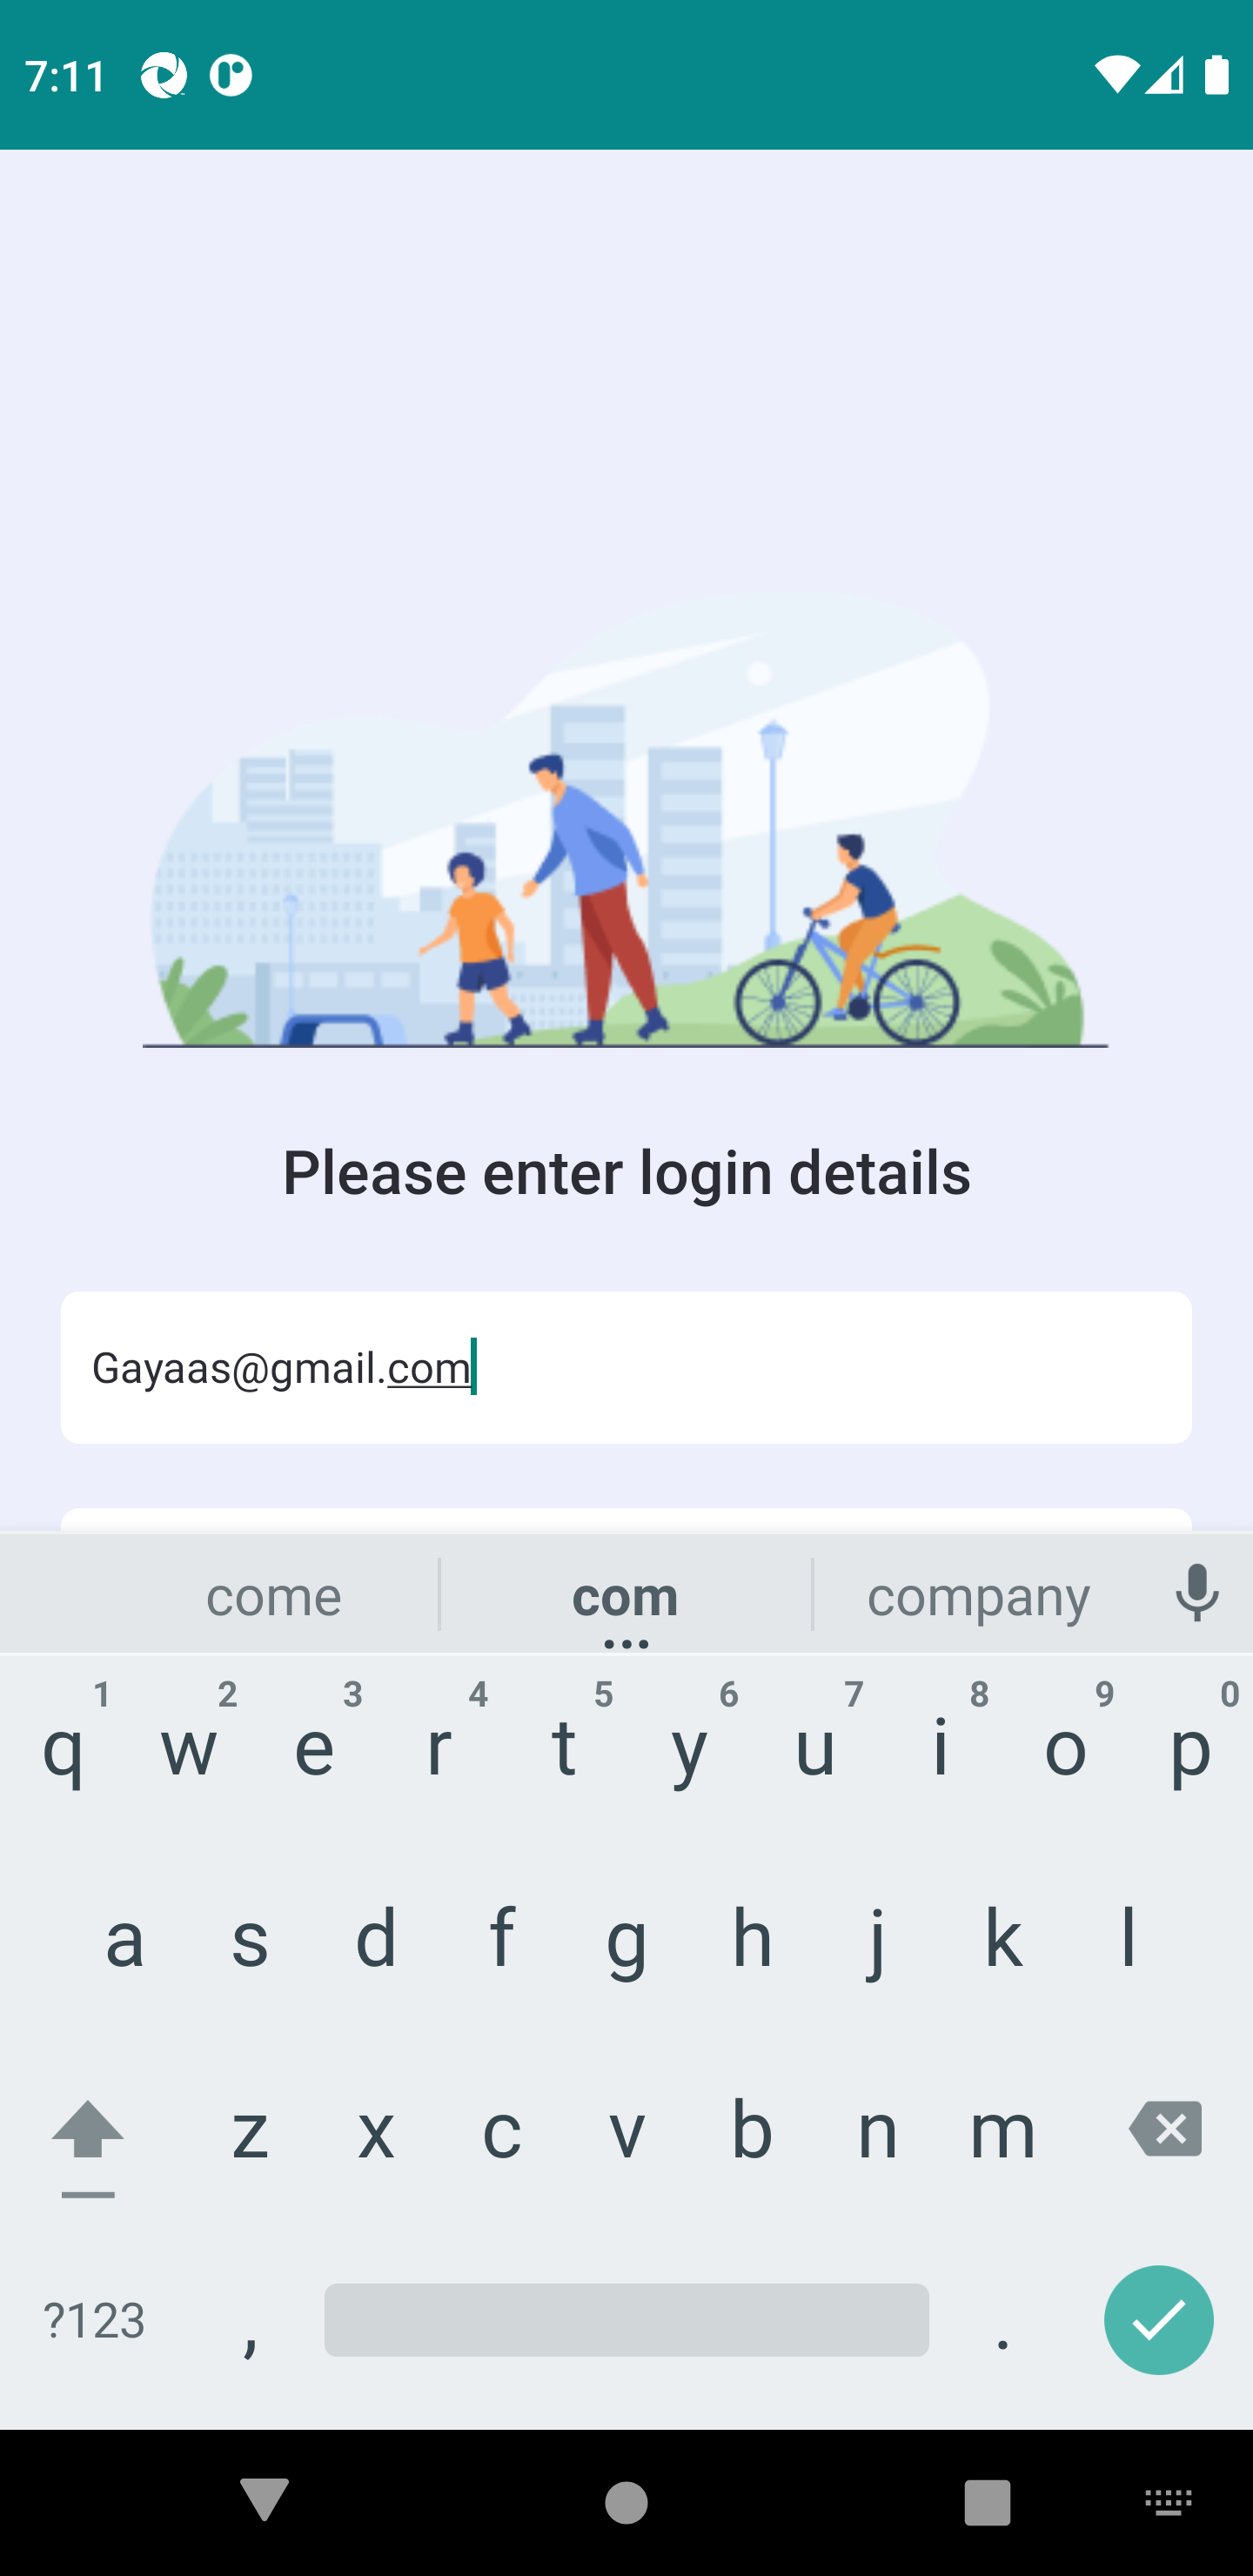 7:11
Please enter login details
Gayaas@gmail.com
come com company
1 2 3 4 5 6 7 8 9 0
q w e r t y u i o p
a s d f g h j k l
z x c v b n m
?123 , .